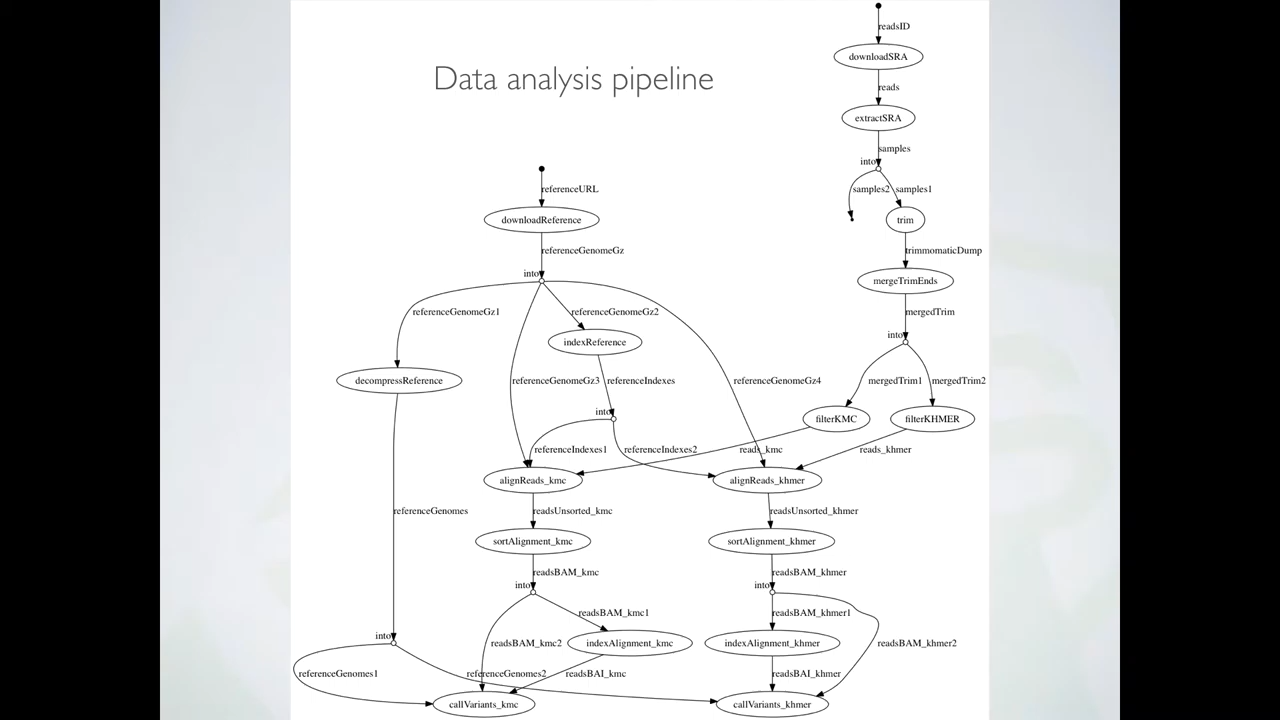 readsID
Data analysis pipeline
downloadSRA
reads
extractSRA
samples
into
referenceURL
samples2 samples1
downloadReference
trim
referenceGenomeGz
trimmomaticDump
into
mergeTrimEnds
referenceGenomeGz1
referenceGenomeGz2
mergedTrim
into
indexReference
decompressReference
referenceGenomeGz3
referenceIndexes
referenceGenomeGz4
mergedTrim1
mergedTrim2
into
filterKMC
filterKHMER
referenceIndexes1
referenceIndexes2
reads_kmc
reads_khmer
alignReads_kmc
alignReads_khmer
referenceGenomes
readsUnsorted_kmc
readsUnsorted_khmer
sortAlignment_kmc
sortAlignment_khmer
readsBAM_kmc
readsBAM_khmer
into
into
readsBAM_kmc1
readsBAM_khmer1
into
readsBAM_kmc2
indexAlignment_kmc
indexAlignment_khmer
readsBAM_khmer2
referenceGenomes1
referenceGenomes2
readsBAI_kmc
readsBAI_khmer
callVariants_kmc
callVariants_khmer